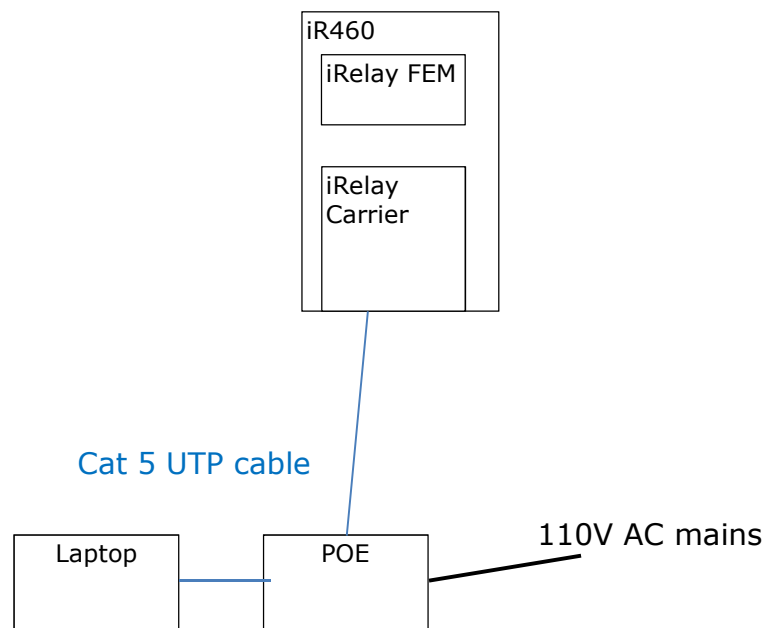 iR460
iRelay FEM
iRelay
Carrier
Cat 5 UTP cable
110V AC mains
Laptop
POE